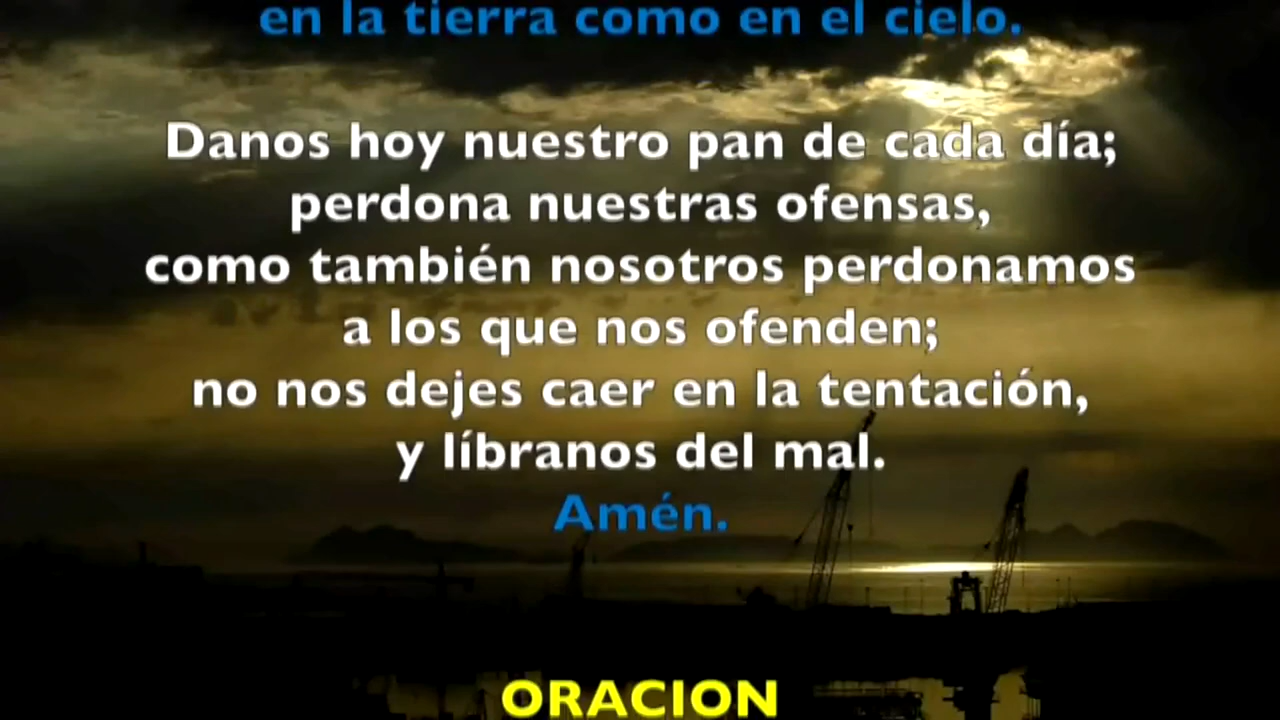 en la tierra como en el cielo.
Danos hoy nuestro pan de cada día;
perdona nuestras ofensas,
como también nosotros perdonamos
a los que nos ofenden;
no nos dejes caer en la tentación,
y líbranos del mal.
Amén.
ORACION